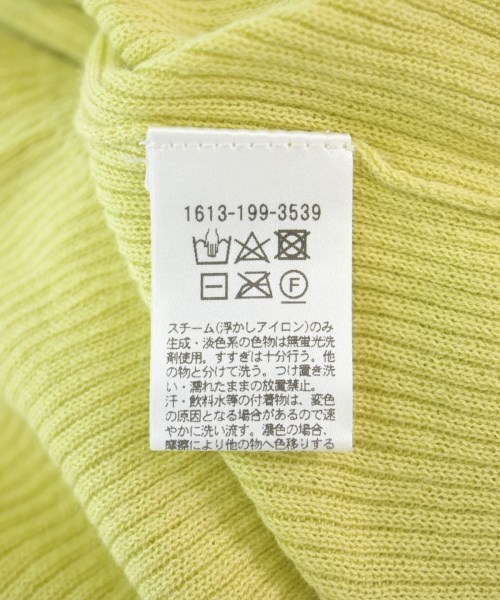 1613-199-3539
F
スチーム(浮かしアイロン)のみ
生成・淡色系の色物は無蛍光洗
剤使用。すすぎは十分行う。他
の物と分けて洗う。つけ置き洗
い・濡れたままの放置禁止。
汗・飲料水等の付着物は、変色
の原因となる場合があるので速
やかに洗い流す。濃色の場合、
摩擦により他の物へ色移りする